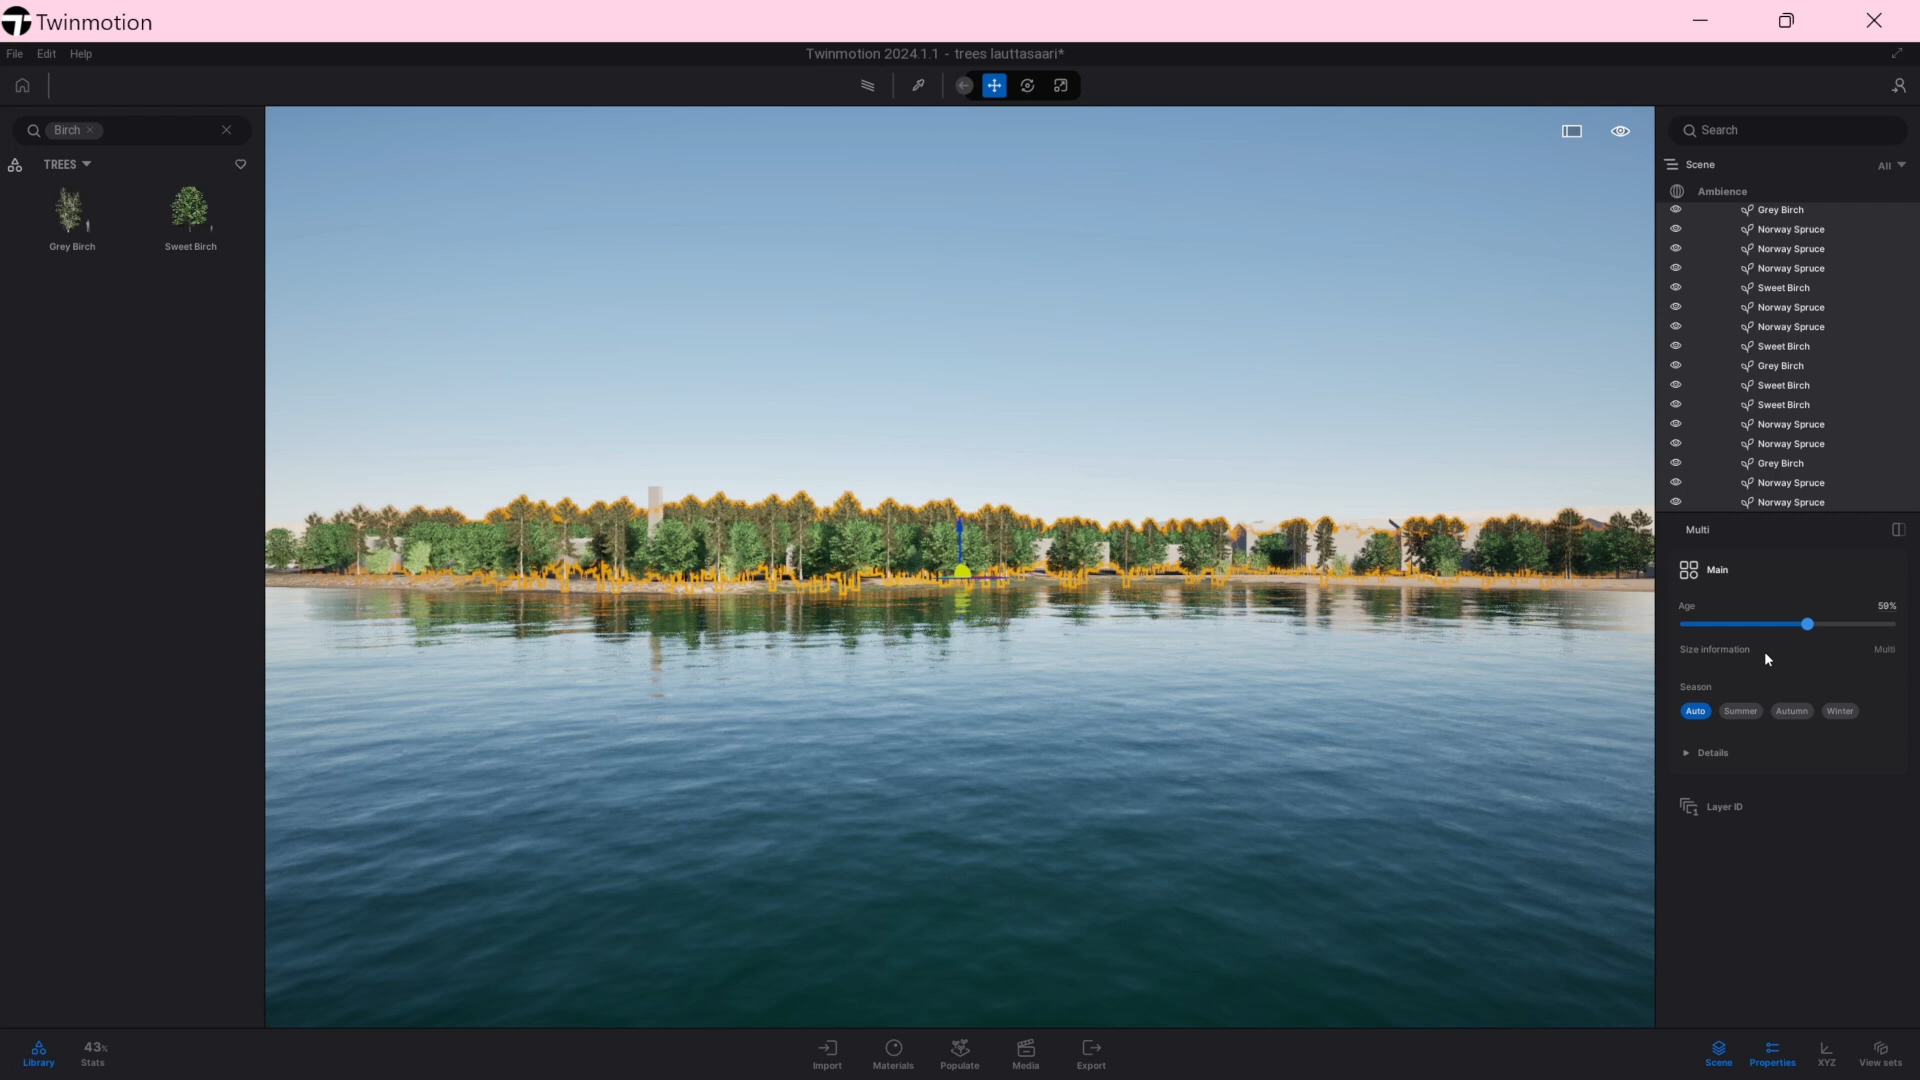 Twinmotion
File Edit Help
Twinmotion 2024.1.1 - trees lauttasaari*
Birch
TREES
Grey Birch
Sweet Birch
Search
Scene
All
Ambience
Grey Birch
Norway Spruce
Norway Spruce
Norway Spruce
Sweet Birch
Norway Spruce
Norway Spruce
Sweet Birch
Grey Birch
Sweet Birch
Sweet Birch
Norway Spruce
Norway Spruce
Grey Birch
Norway Spruce
Norway Spruce
Multi
Main
Age 59%
Size information Multi
Season
Auto Summer Autumn Winter
Details
1 Layer ID
Library
43%
Stats
Import
Materials
Populate
Media
Export
Scene
Properties
XYZ
View sets